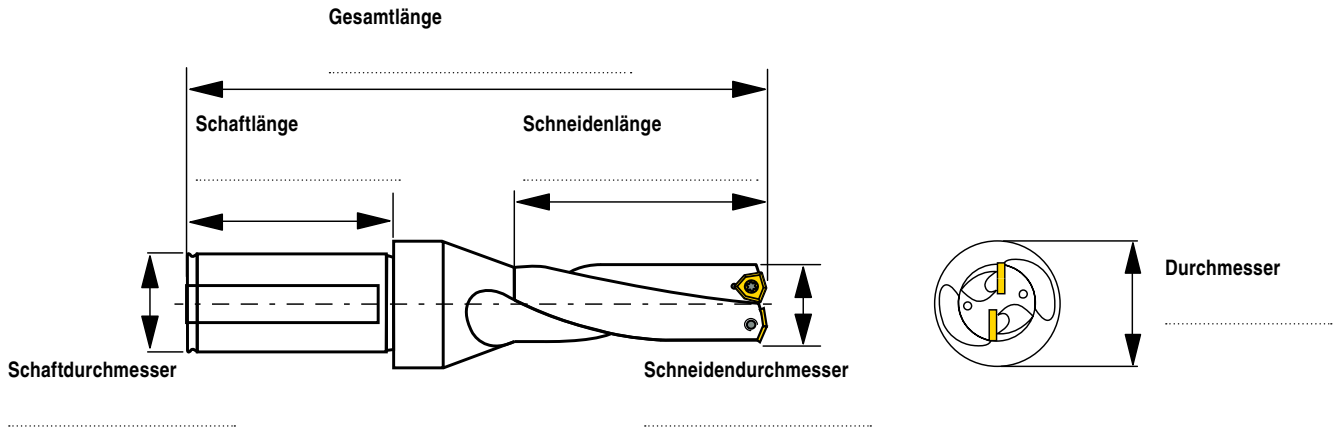 Gesamtlänge
Schaftlänge
Schneidenlänge
Durchmesser
Schaftdurchmesser
Schneidendurchmesser